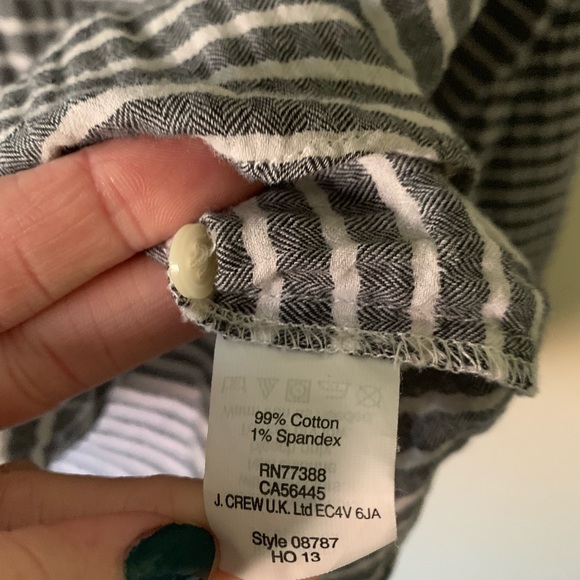 99% Cotton
1% Spandex
RN77388
CA56445
J. CREW U.K. Ltd EC4V 6JA
Style 08787
HO 13